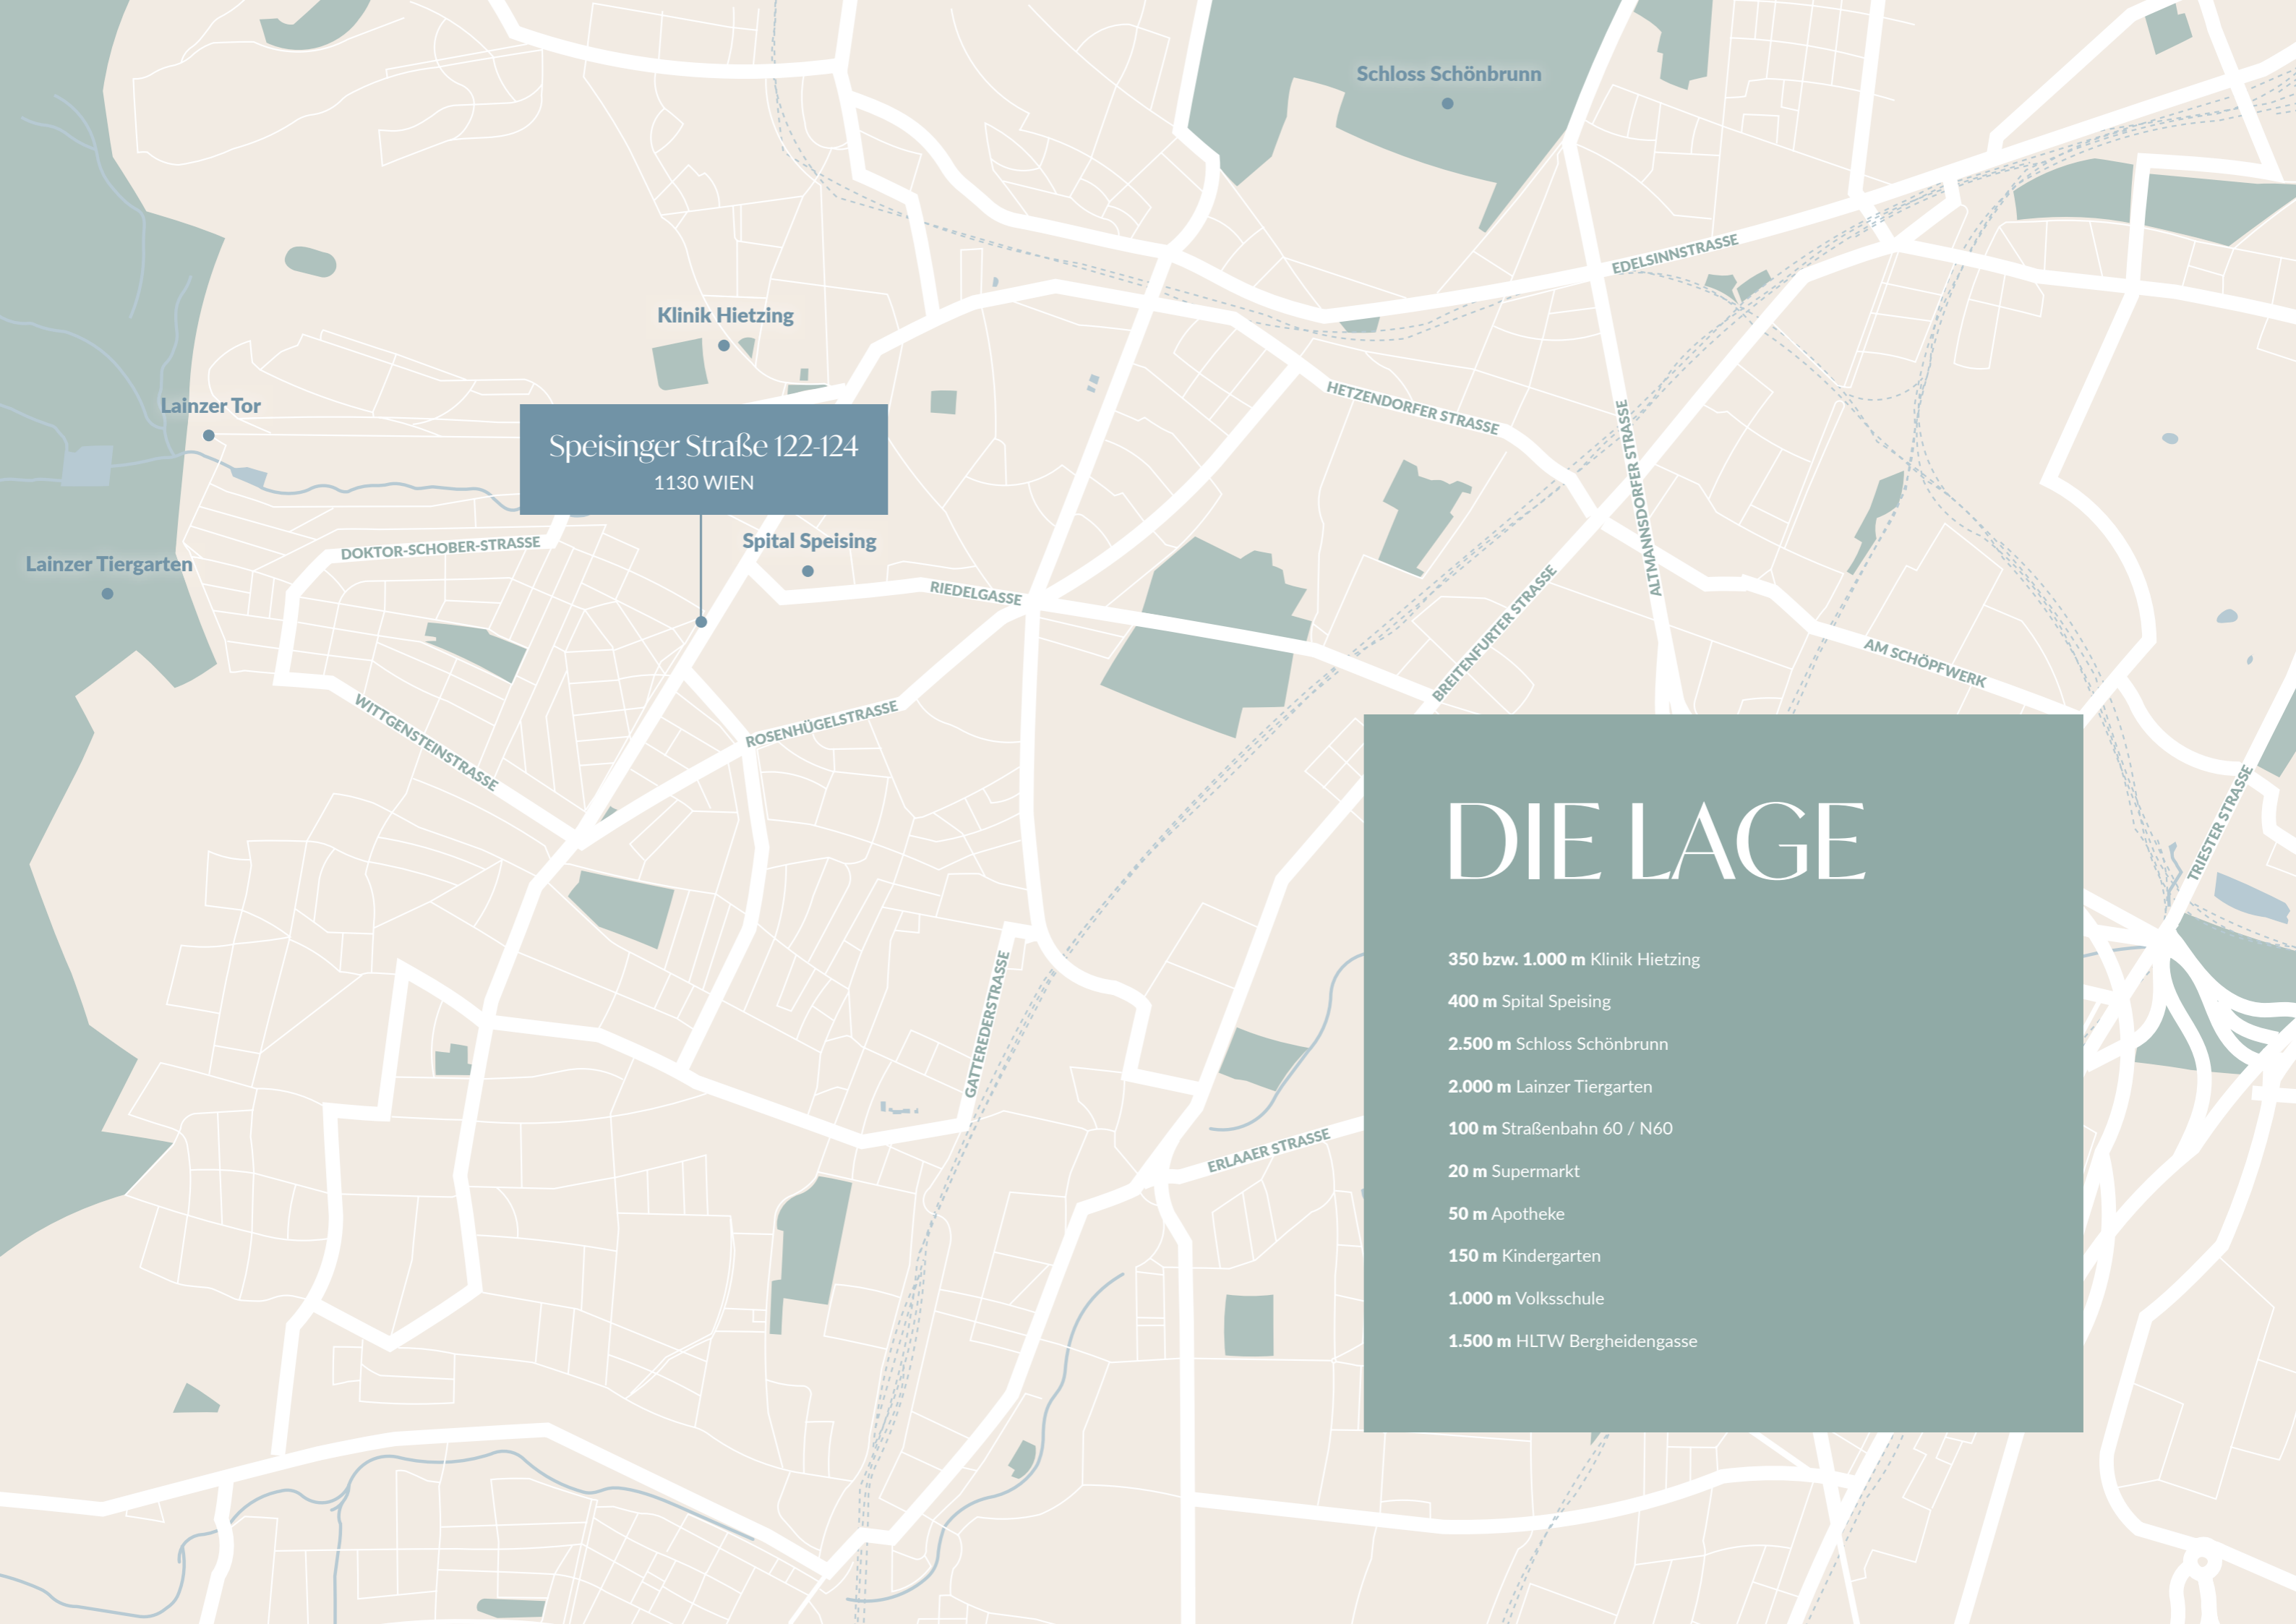 Schloss Schönbrunn
EDELSINNSTRASSE
Klinik Hietzing
Lainzer Tor
HETZENDORFER STRASSE
ALTMANNSDORFER STRASSE
Speisinger Straße 122-124
1130 WIEN
Spital Speising
DOKTOR-SCHOBER-STRASSE
Lainzer Tiergarten
RIEDELGASSE
BREITENFURTER STRASSE
AM SCHÖPFWERK
WITTGENSTEINSTRASSE
ROSENHÜGELSTRASSE
TRIESTER STRASSE
GATTEREDERSTRASSE
ERLAAER STRASSE
DIE LAGE
350 bzw. 1.000 m Klinik Hietzing
400 m Spital Speising
2.500 m Schloss Schönbrunn
2.000 m Lainzer Tiergarten
100 m Straßenbahn 60 / N60
20 m Supermarkt
50 m Apotheke
150 m Kindergarten
1.000 m Volksschule
1.500 m HLTW Bergheidengasse